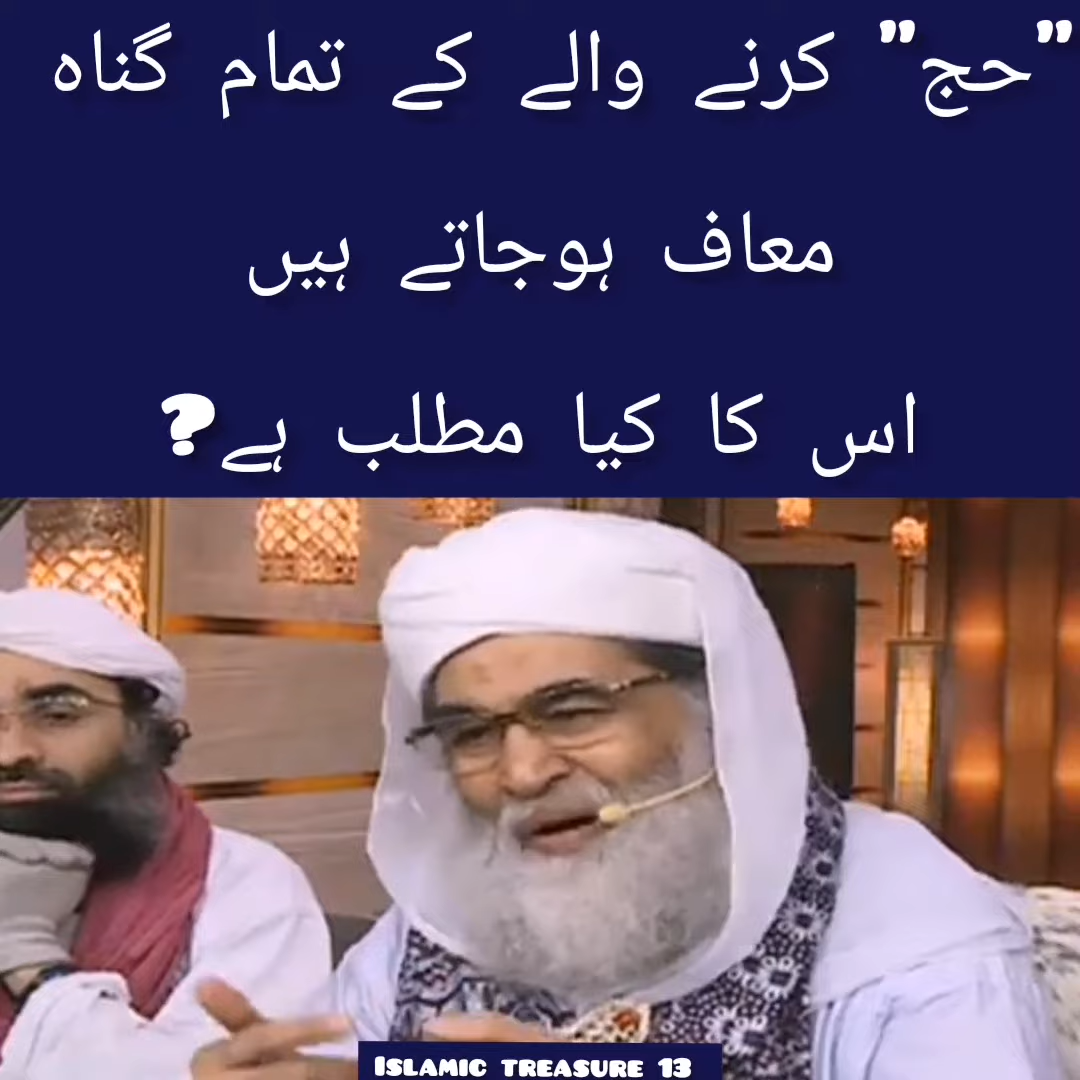 "حج" کرنے والے کے تمام گناہ
معاف ہوجاتے ہیں
اس کا کیا مطلب ہے?
ISLAMIC TREASURE 13